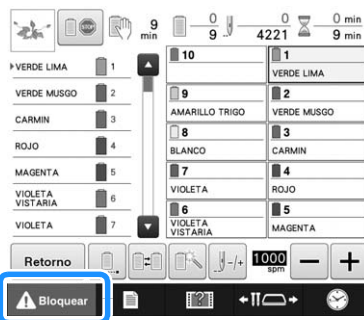 9 min
0 / 9
0 / 4221
0 min
9 min
VERDE LIMA 1
VERDE MUSGO 2
CARMIN 3
ROJO 4
MAGENTA 5
VIOLETA VISTARIA 6
VIOLETA 7
10
1
VERDE LIMA
9
AMARILLO TRIGO
2
VERDE MUSGO
8
BLANCO
3
CARMIN
7
VIOLETA
4
ROJO
6
VIOLETA
VISTARIA
5
MAGENTA
Retorno
-/+
1000
spm
− +
Bloquear